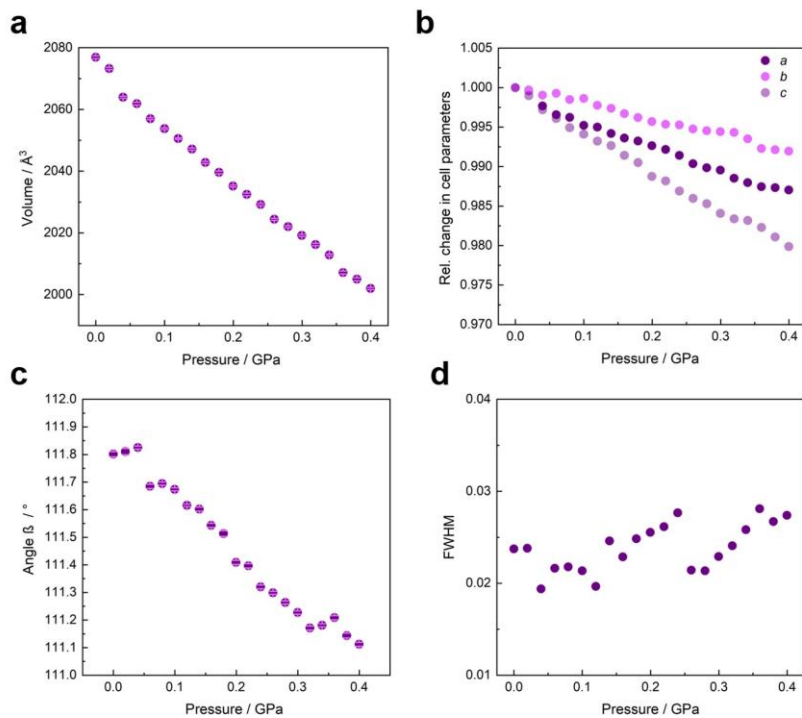 a
2080
2060
2040
2020
2000
Volume / Å³
0.0 0.1 0.2 0.3 0.4
Pressure / GPa
b
1.005
1.000
0.995
0.990
0.985
0.980
0.975
0.970
Rel. change in cell parameters
a
b
c
0.0 0.1 0.2 0.3 0.4
Pressure / GPa
c
112.0
111.9
111.8
111.7
111.6
111.5
111.4
111.3
111.2
111.1
111.0
Angle ß / °
0.0 0.1 0.2 0.3 0.4
Pressure / GPa
d
0.04
0.03
0.02
0.01
FWHM
0.0 0.1 0.2 0.3 0.4
Pressure / GPa